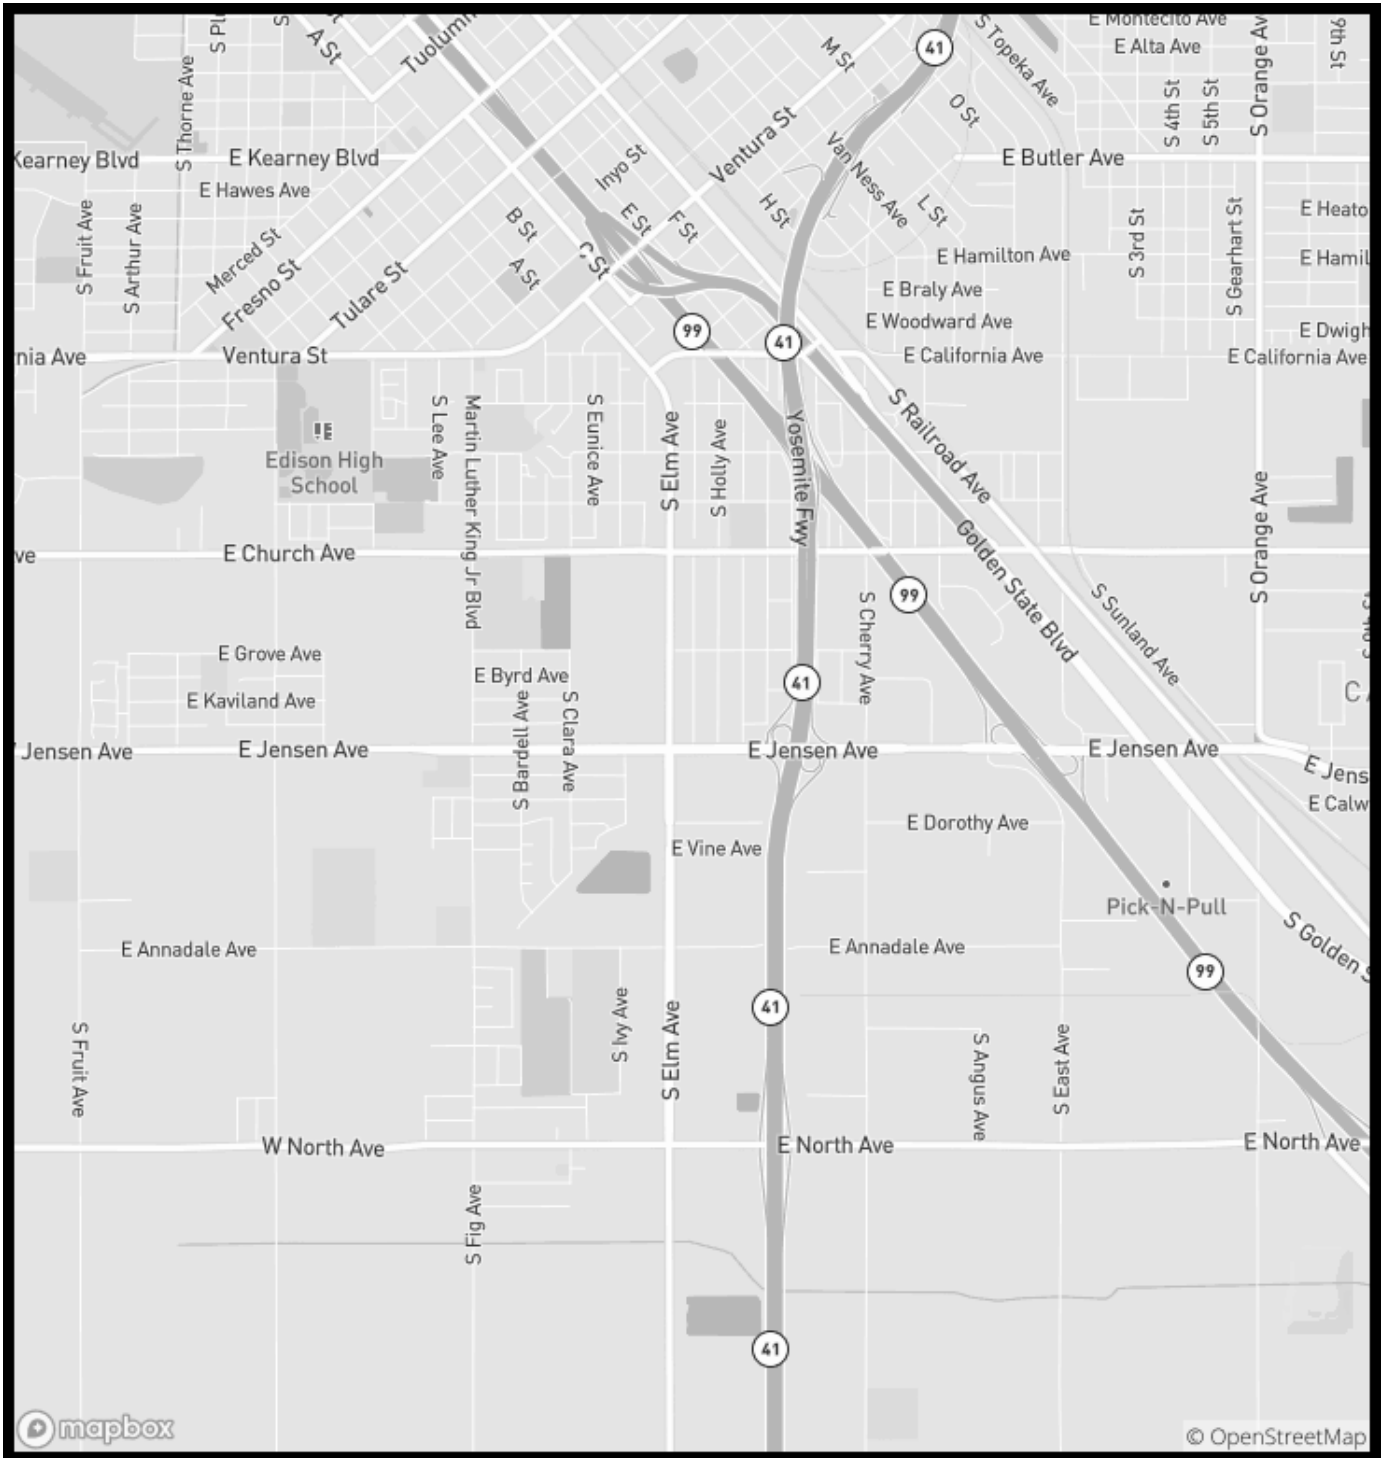 A St
Tuolumn
S Topeka Ave
E Montecito Ave
S Orange Av
9th St
M St
41
E Alta Ave
S Thorne Ave
O St
S 4th St
S 5th St
Ventura St
Kearney Blvd
E Kearney Blvd
Van Ness Ave
E Butler Ave
Inyo St
E Hawes Ave
S Fruit Ave
S Arthur Ave
B St
E St
F St
H St
L St
S 3rd St
S Gearhart St
E Heato
Merced St
C St
E Hamilton Ave
E Hamil
Fresno St
Tulare St
A St
E Braly Ave
99
41
E Woodward Ave
E Dwigh
nia Ave
Ventura St
E California Ave
E California Ave
S Lee Ave
Martin Luther King Jr Blvd
S Eunice Ave
S Elm Ave
S Holly Ave
Yosemite Fwy
S Railroad Ave
Edison High
School
S Orange Ave
ve
E Church Ave
Golden State Blvd
99
S Cherry Ave
S Sunland Ave
E Grove Ave
E Byrd Ave
41
E Kaviland Ave
S Bardell Ave
S Clara Ave
CA
Jensen Ave
E Jensen Ave
E Jensen Ave
E Jensen Ave
E Jens
E Calw
E Dorothy Ave
E Vine Ave
Pick-N-Pull
E Annadale Ave
E Annadale Ave
S Golden S
99
41
S Fruit Ave
S Ivy Ave
S Elm Ave
S Angus Ave
S East Ave
W North Ave
E North Ave
E North Ave
S Fig Ave
41
mapbox
© OpenStreetMap